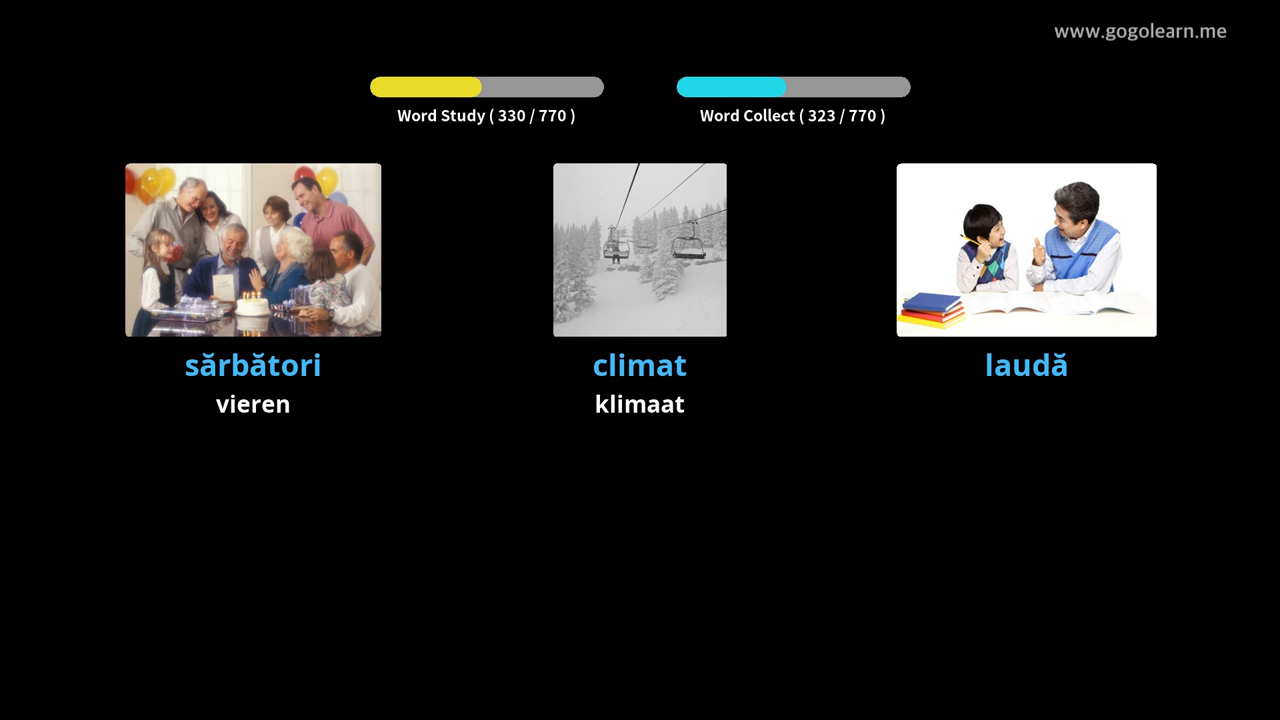 www.gogolearn.me
Word Study ( 330 / 770 )
Word Collect ( 323 / 770 )
sărbători
climat
laudă
vieren
klimaat